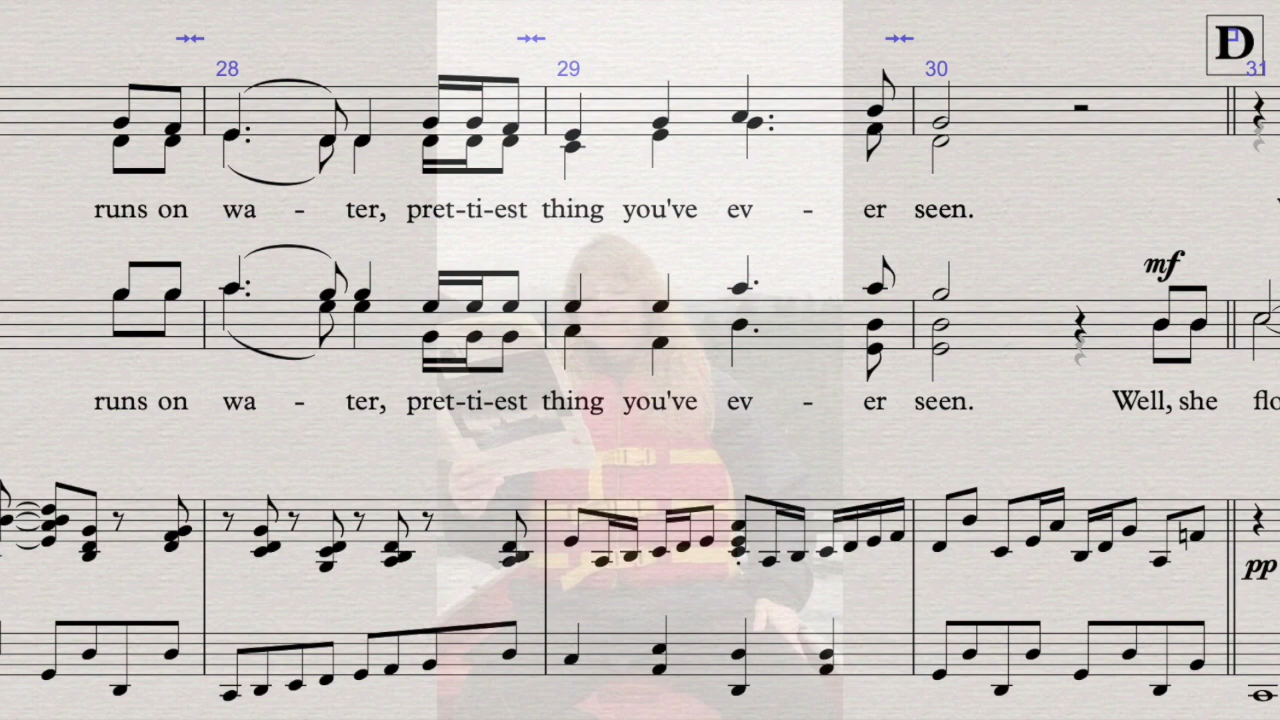 D
28 29 30 31
runs on wa - ter, pret-ti-est thing you've ev - er seen.
mf
runs on wa - ter, pret-ti-est thing you've ev - er seen. Well, she flo
pp